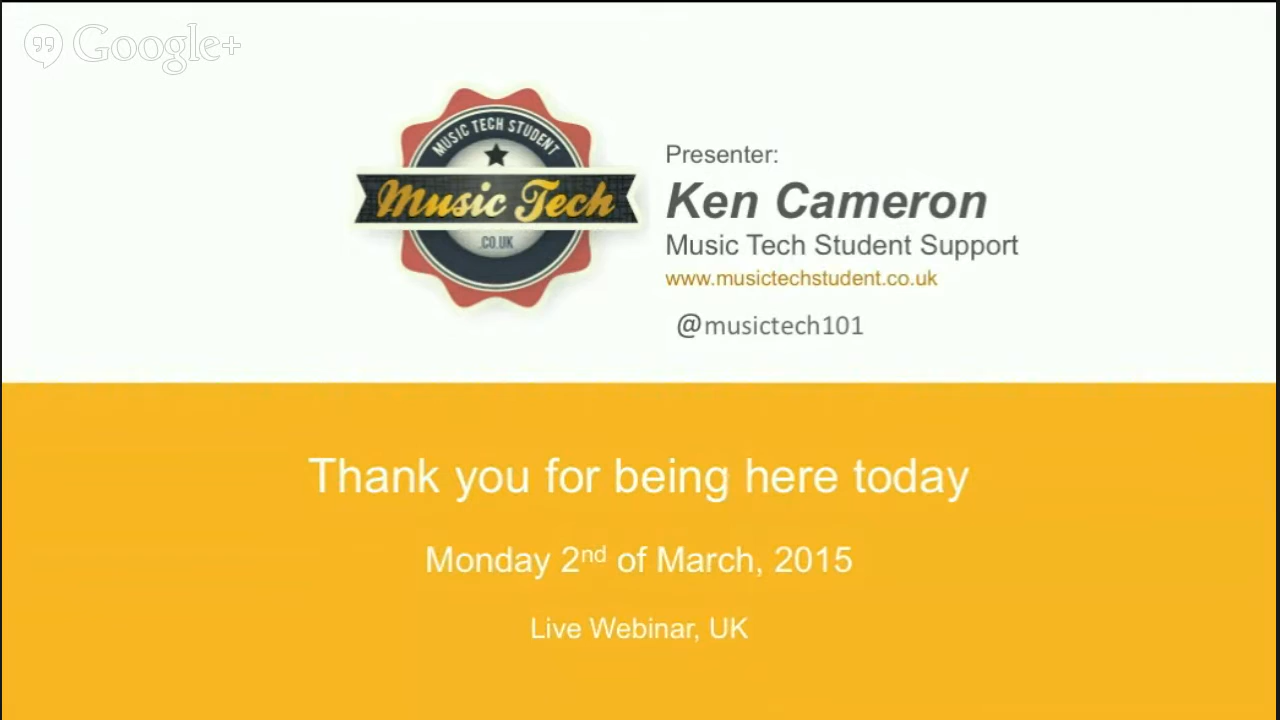 Google+
MUSIC TECH STUDENT
Music Tech
.CO.UK
Presenter:
Ken Cameron
Music Tech Student Support
www.musictechstudent.co.uk
@musictech101
Thank you for being here today
Monday 2nd of March, 2015
Live Webinar, UK